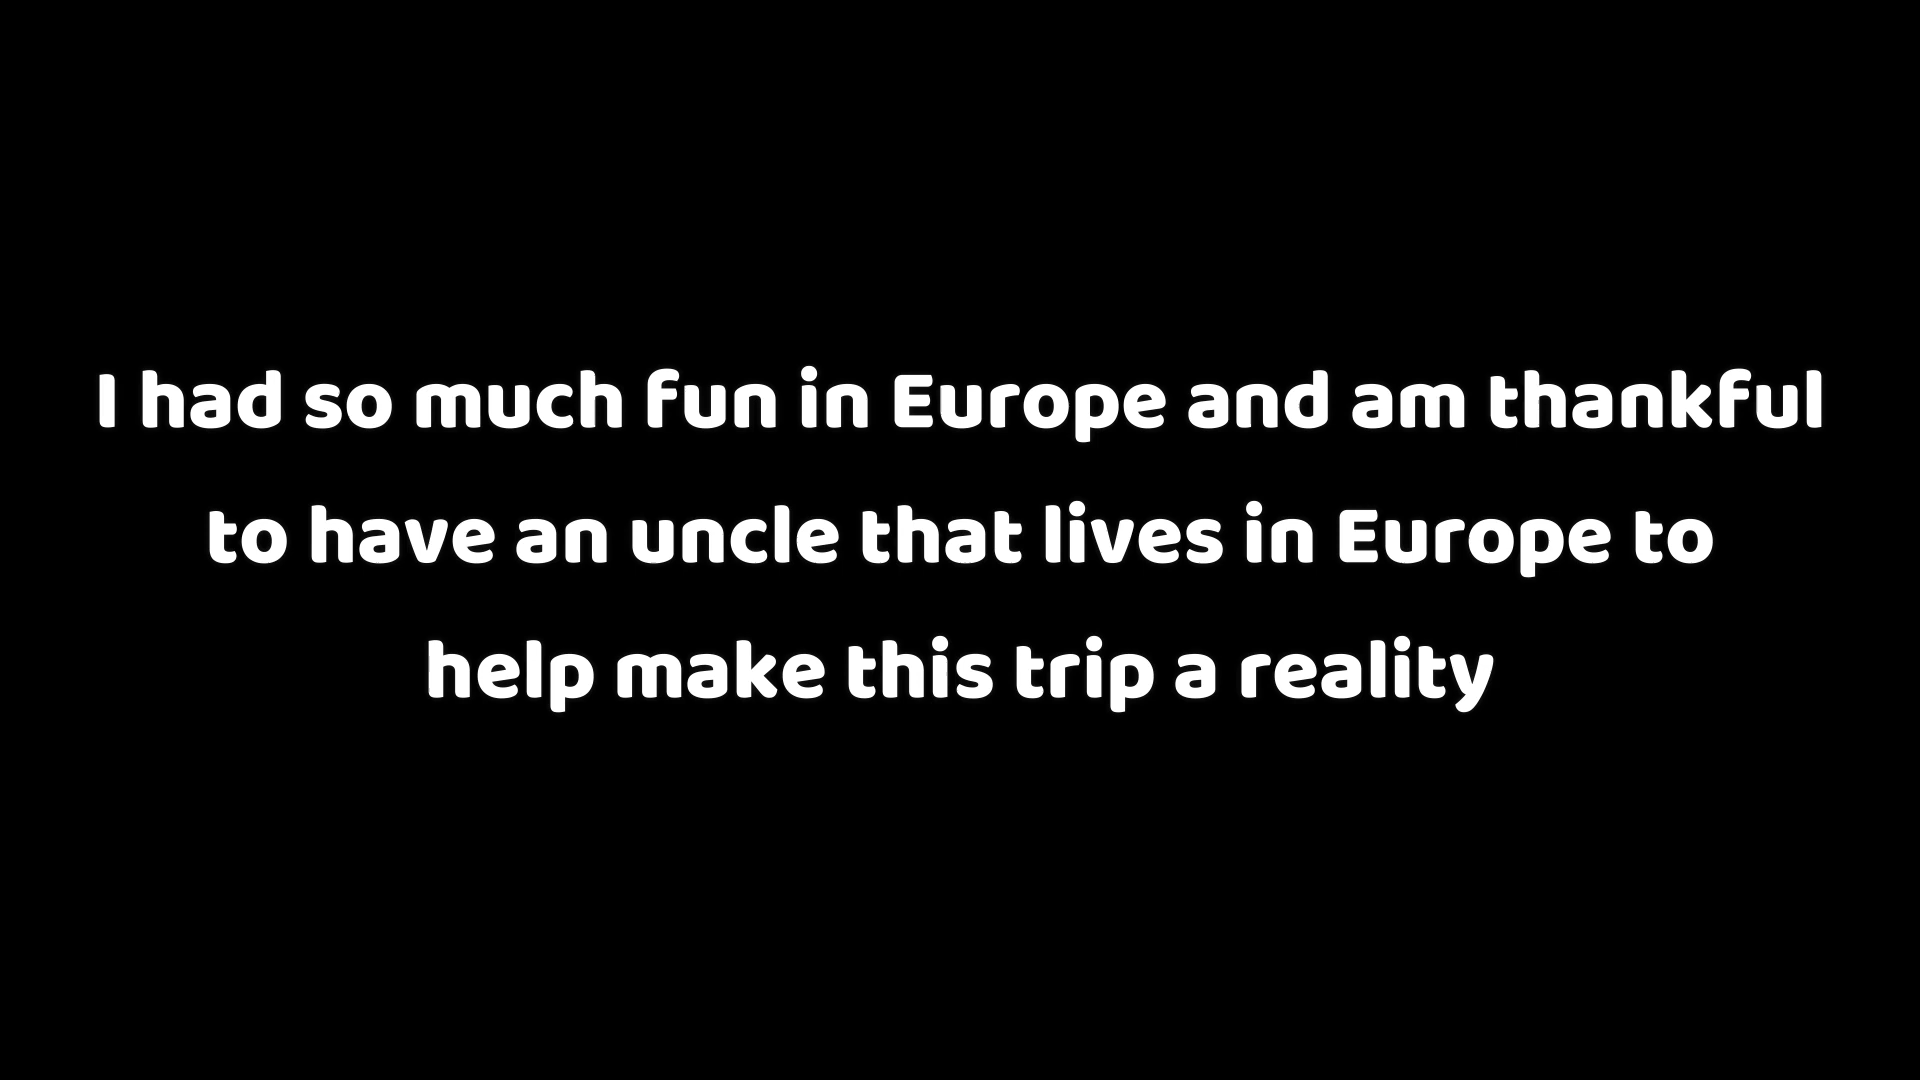 I had so much fun in Europe and am thankful
to have an uncle that lives in Europe to
help make this trip a reality